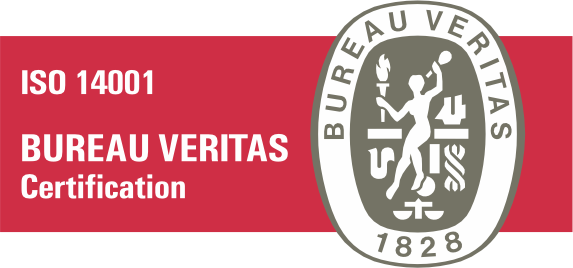 ISO 14001
BUREAU VERITAS
Certification
BUREAU VERITAS
1828